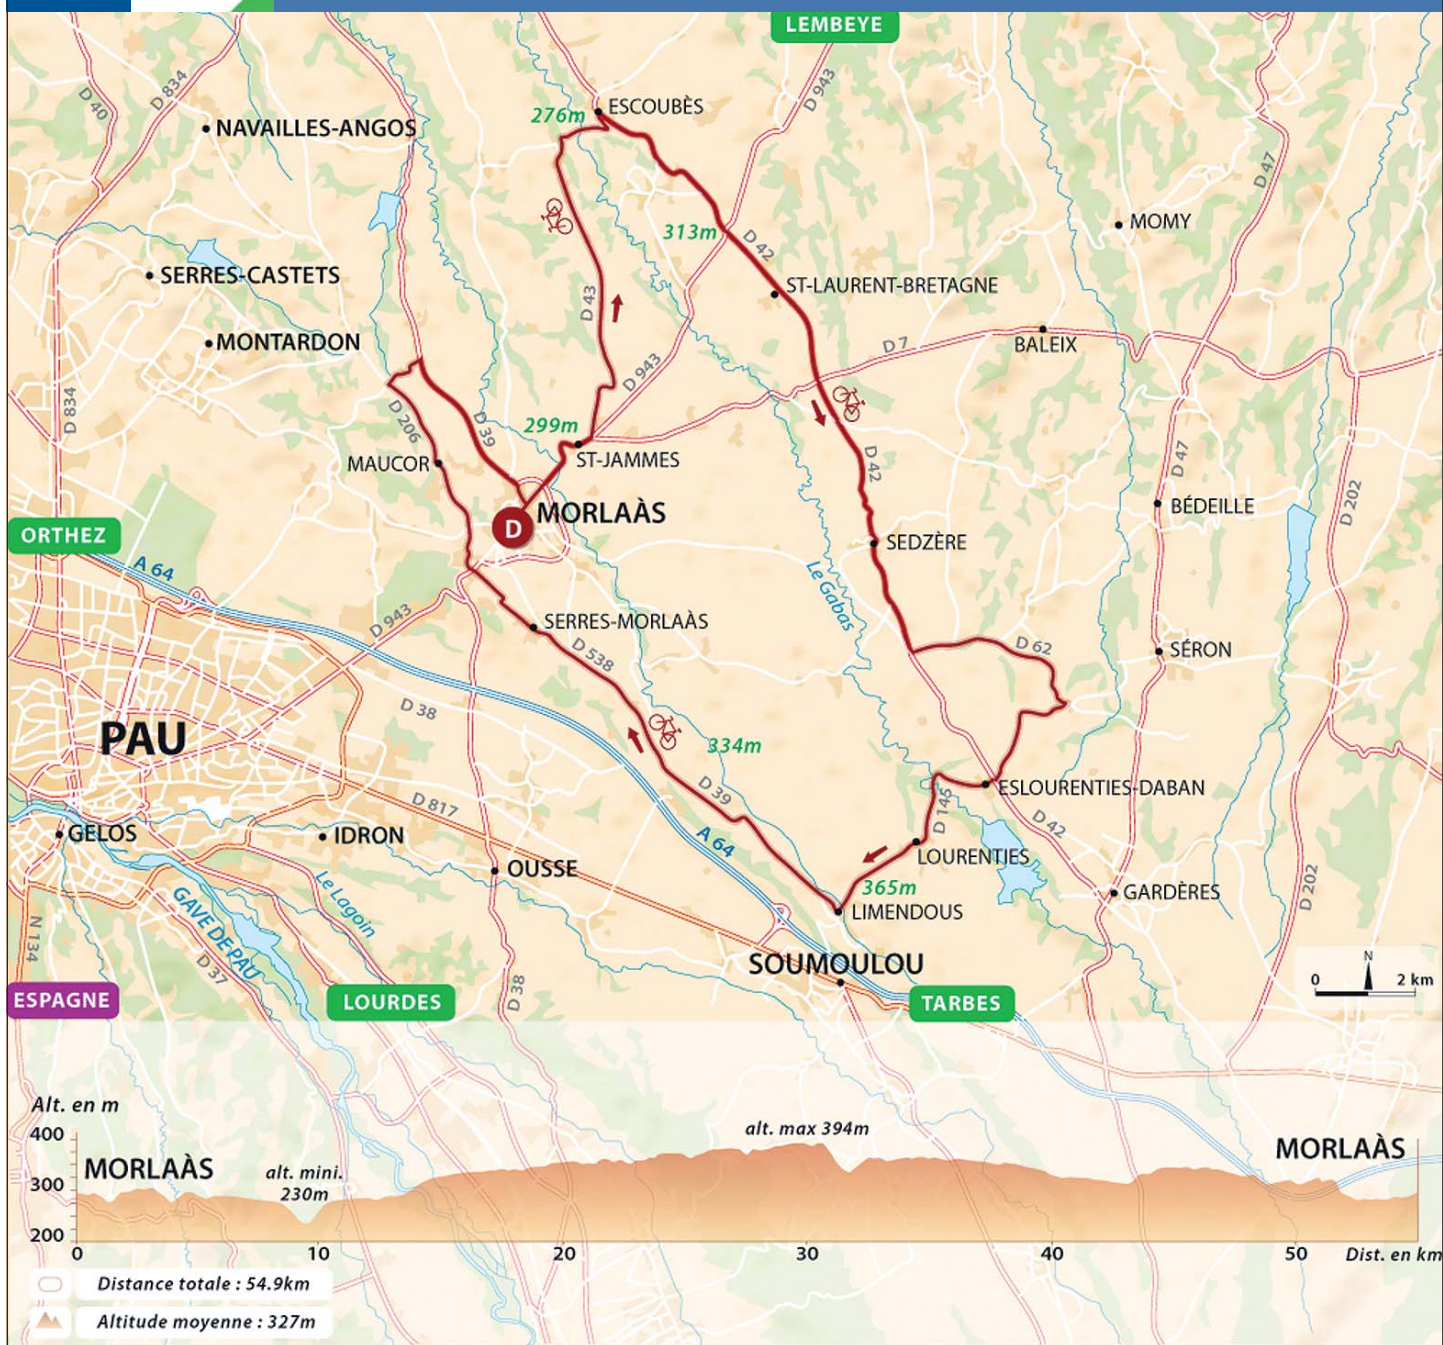 LEMBEYE
D 40
D 834
D 943
ESCOUBÈS
276m
NAVAILLES-ANGOS
D 47
MOMY
313m
D 42
SERRES-CASTETS
ST-LAURENT-BRETAGNE
D 43
MONTARDON
D 7
BALEIX
D 943
D 834
D 206
D 39
299m
MAUCOR
ST-JAMMES
D 42
D 47
D 202
BÉDEILLE
MORLAÀS
D
ORTHEZ
SEDZÈRE
A 64
Le Gabas
D 943
SERRES-MORLAÀS
D 538
D 62
SÉRON
D 38
PAU
334m
D 39
ESLOURENTIES-DABAN
D 817
D 145
D 42
GELOS
IDRON
A 64
LOURENTIES
OUSSE
D 202
365m
GARDÈRES
Le Lagoin
LIMENDOUS
GAVE DE PAU
N 134
D 37
SOUMOULOU
N
0 2 km
D 38
ESPAGNE
LOURDES
TARBES
Alt. en m
400
alt. max 394m
MORLAÀS
MORLAÀS
alt. mini.
230m
300
200
0 10 20 30 40 50 Dist. en km
Distance totale : 54.9km
Altitude moyenne : 327m